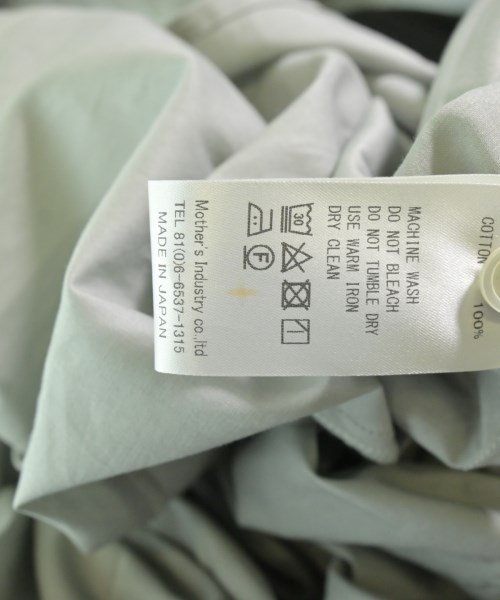 COTTON 100%
MACHINE WASH
DO NOT BLEACH
DO NOT TUMBLE DRY
USE WARM IRON
DRY CLEAN
30
F
Mother's Industry co.,ltd
TEL 81(0)6-6537-1315
MADE IN JAPAN